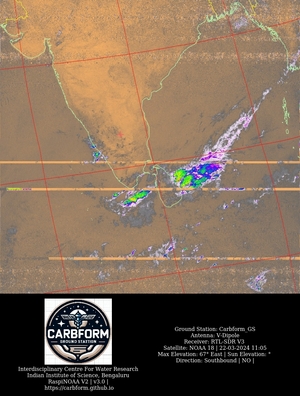 CARBFORM
GROUND STATION
Interdisciplinary Centre For Water Research
Indian Institute of Science, Bengaluru
RaspiNOAA V2 | v3.0 |
https://carbform.github.io
Ground Station: Carbform_GS
Antenna: V-Dipole
Receiver: RTL-SDR V3
Satellite: NOAA 18 | 22-03-2024 11:05
Max Elevation: 67° East | Sun Elevation: °
Direction: Southbound | NO |